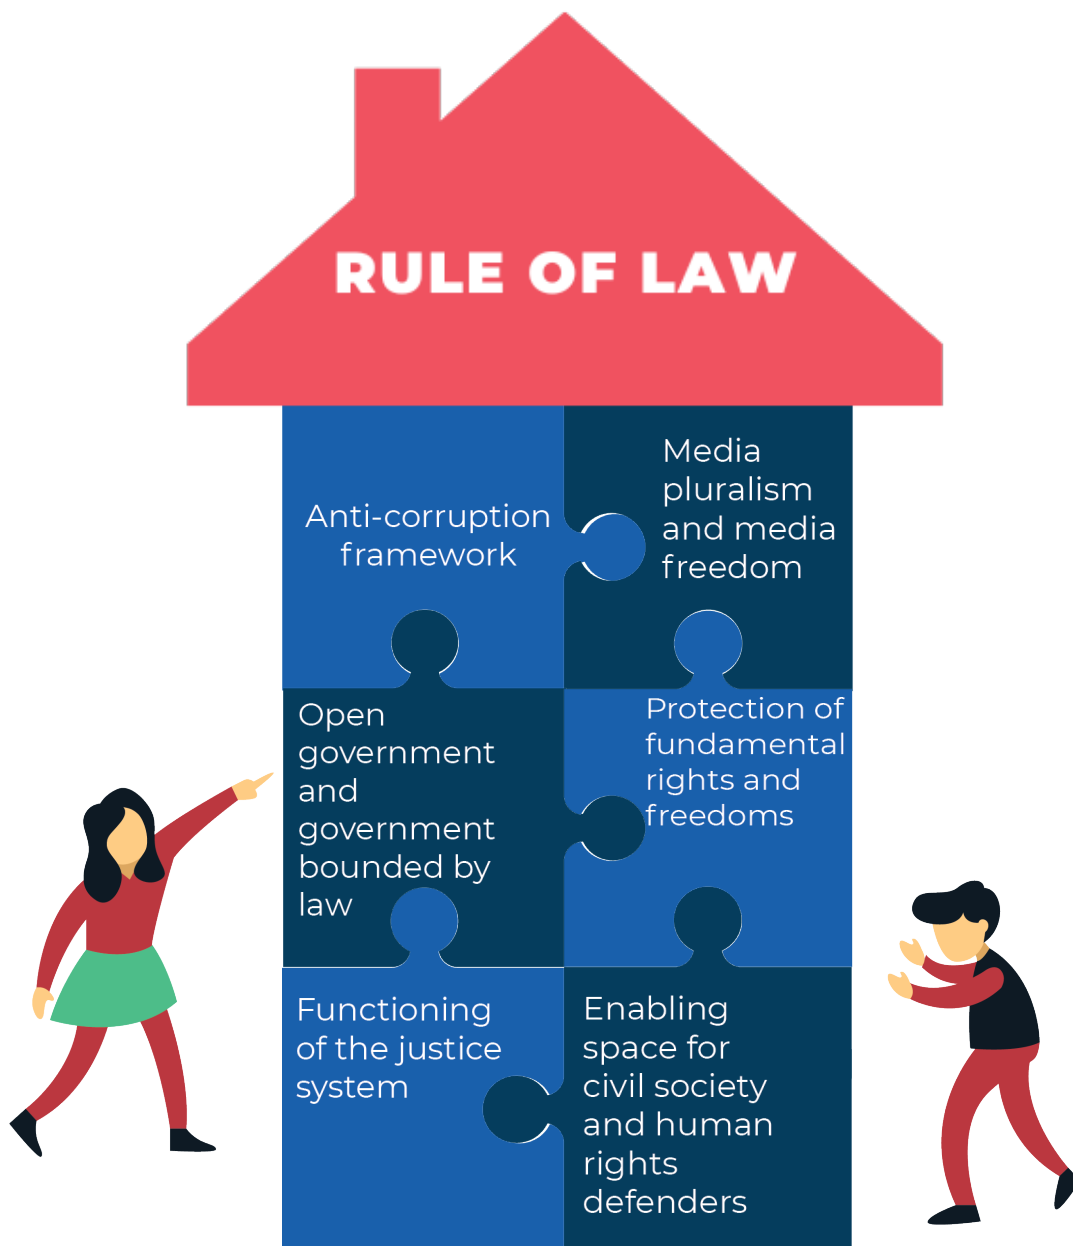 RULE OF LAW
Anti-corruption
framework
Media
pluralism
and media
freedom
Open
government
and
government
bounded by
law
Protection of
fundamental
rights and
freedoms
Functioning
of the justice
system
Enabling
space for
civil society
and human
rights
defenders